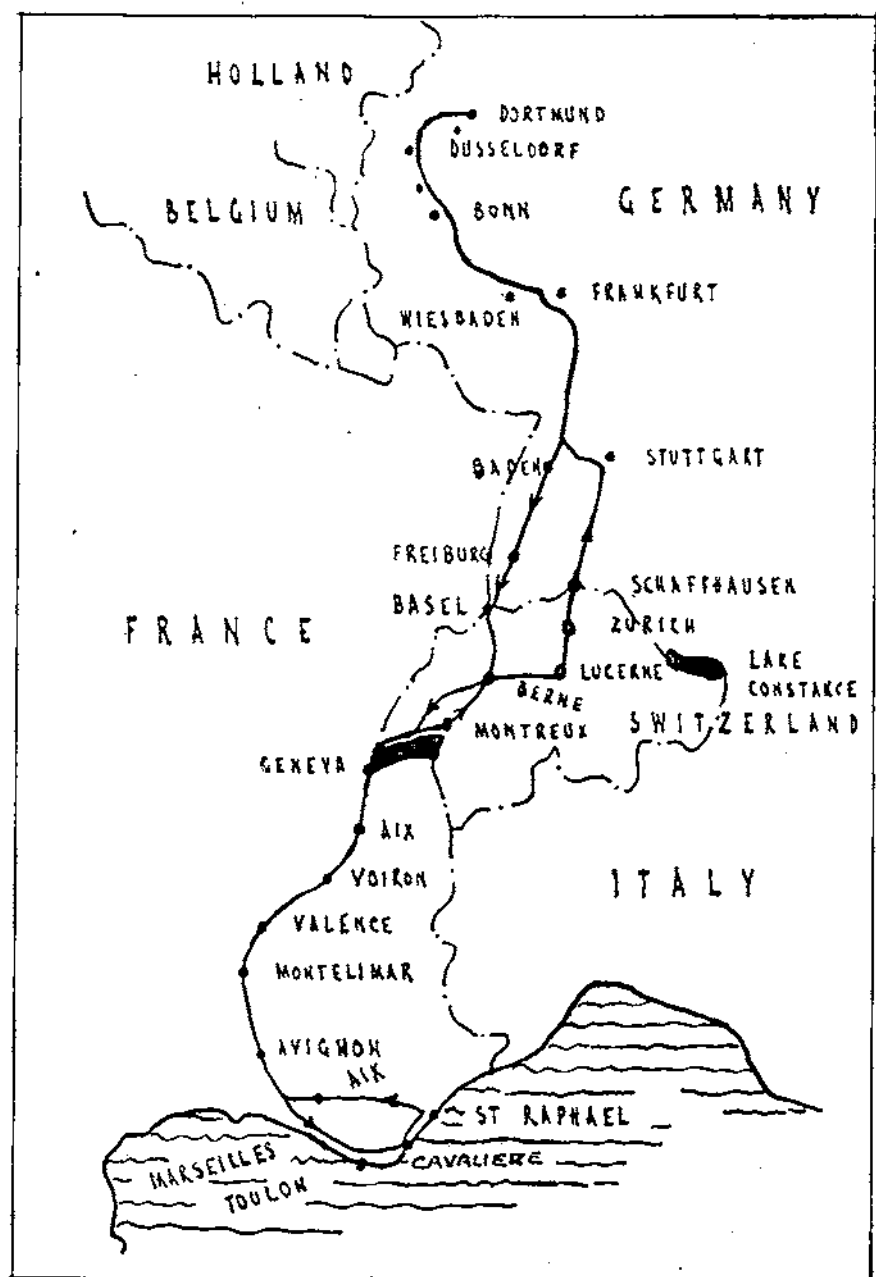 HOLLAND
DORTMUND
DUSSELDORF
GERMANY
BELGIUM
BONN
FRANKFURT
WIESBADEN
BADEN
STUTTGART
FREIBURG
BASEL
SCHAFFHAUSEN
FRANCE
ZURICH
LUCERNE
LAKE
CONSTANCE
BERNE
MONTREUX
SWITZERLAND
GENEVA
AIX
VOIRON
ITALY
VALENCE
MONTELIMAR
AVIGNON
AIX
ST RAPHAEL
CAVALIERE
MARSEILLES
TOULON